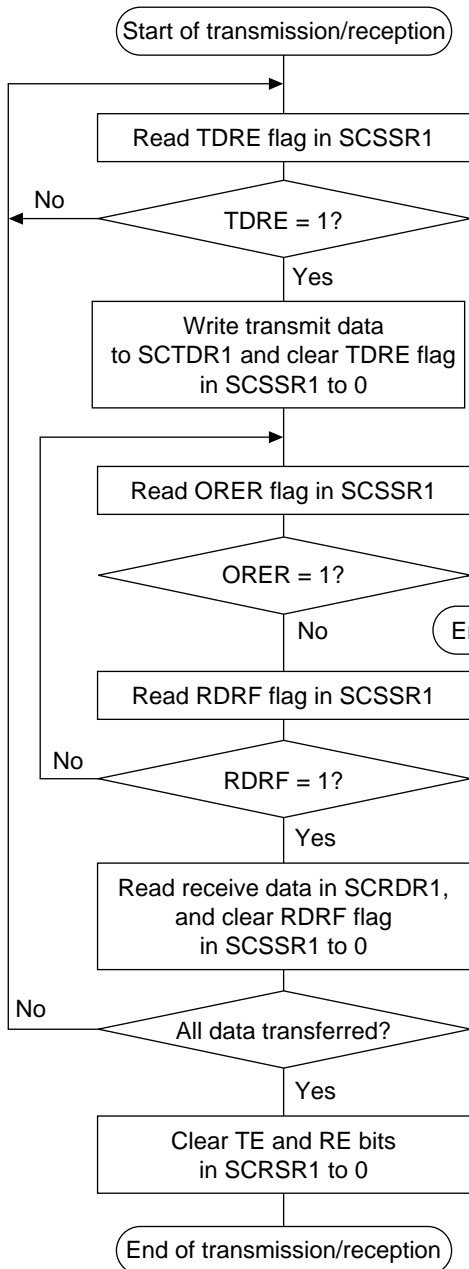 Start of transmission/reception
Read TDRE flag in SCSSR1
No
TDRE = 1?
Yes
Write transmit data
to SCTDR1 and clear TDRE flag
in SCSSR1 to 0
Read ORER flag in SCSSR1
ORER = 1?
No
Read RDRF flag in SCSSR1
No
RDRF = 1?
Yes
Read receive data in SCRDR1,
and clear RDRF flag
in SCSSR1 to 0
No
All data transferred?
Yes
Clear TE and RE bits
in SCRSR1 to 0
End of transmission/reception